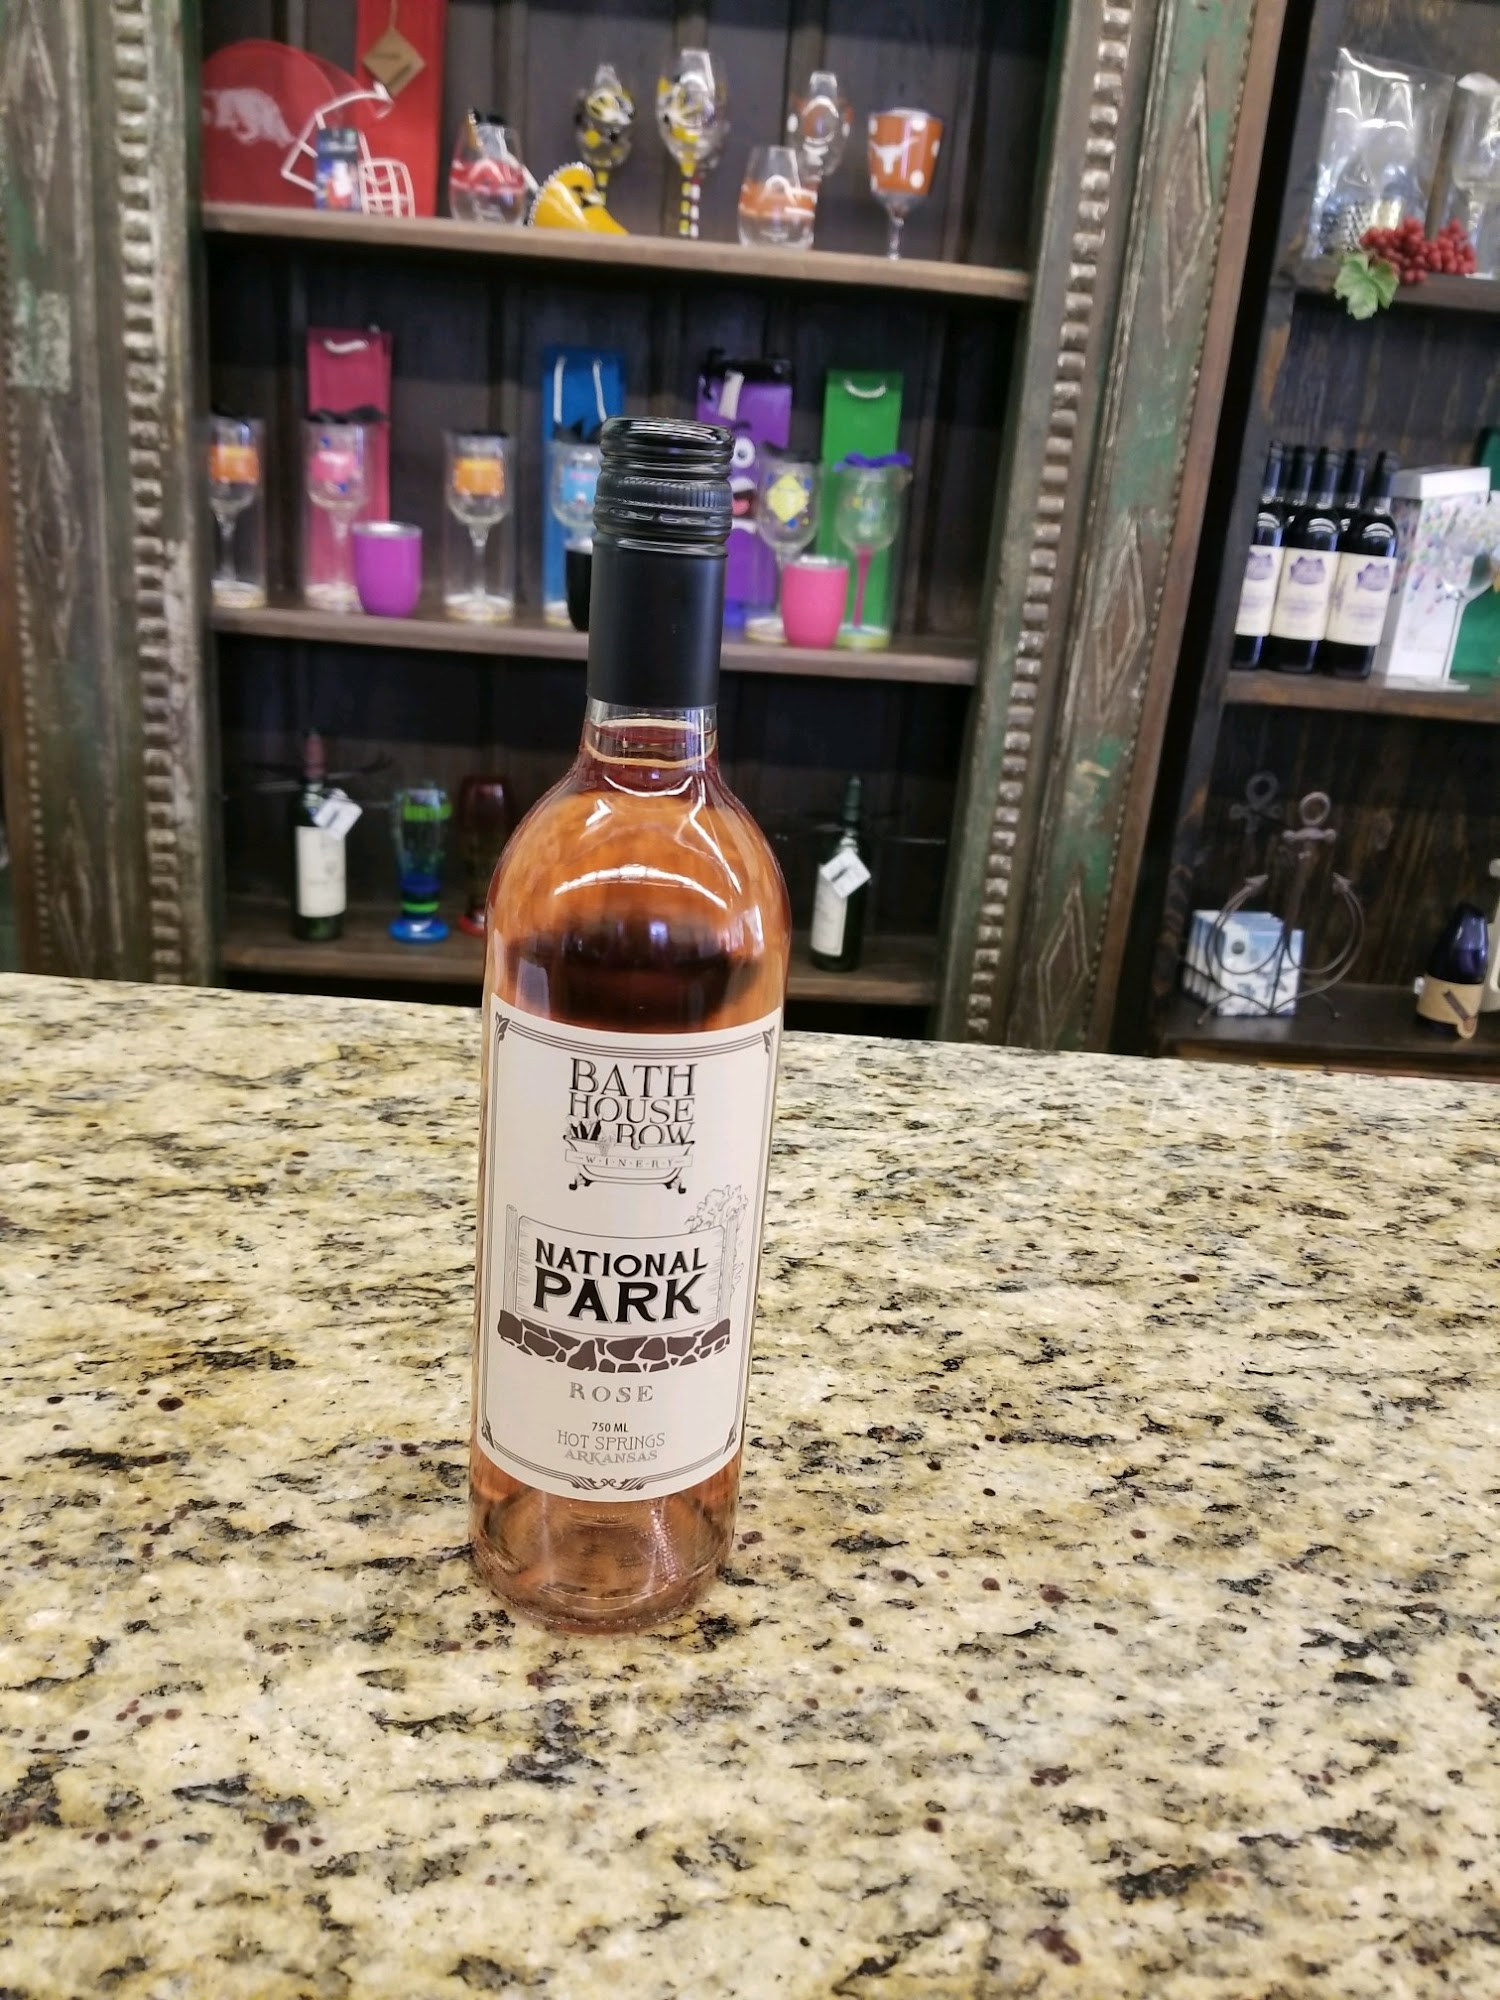 BATH
HOUSE
ROW
WINERY
NATIONAL
PARK
ROSE
750 ML
HOT SPRINGS
ARKANSAS